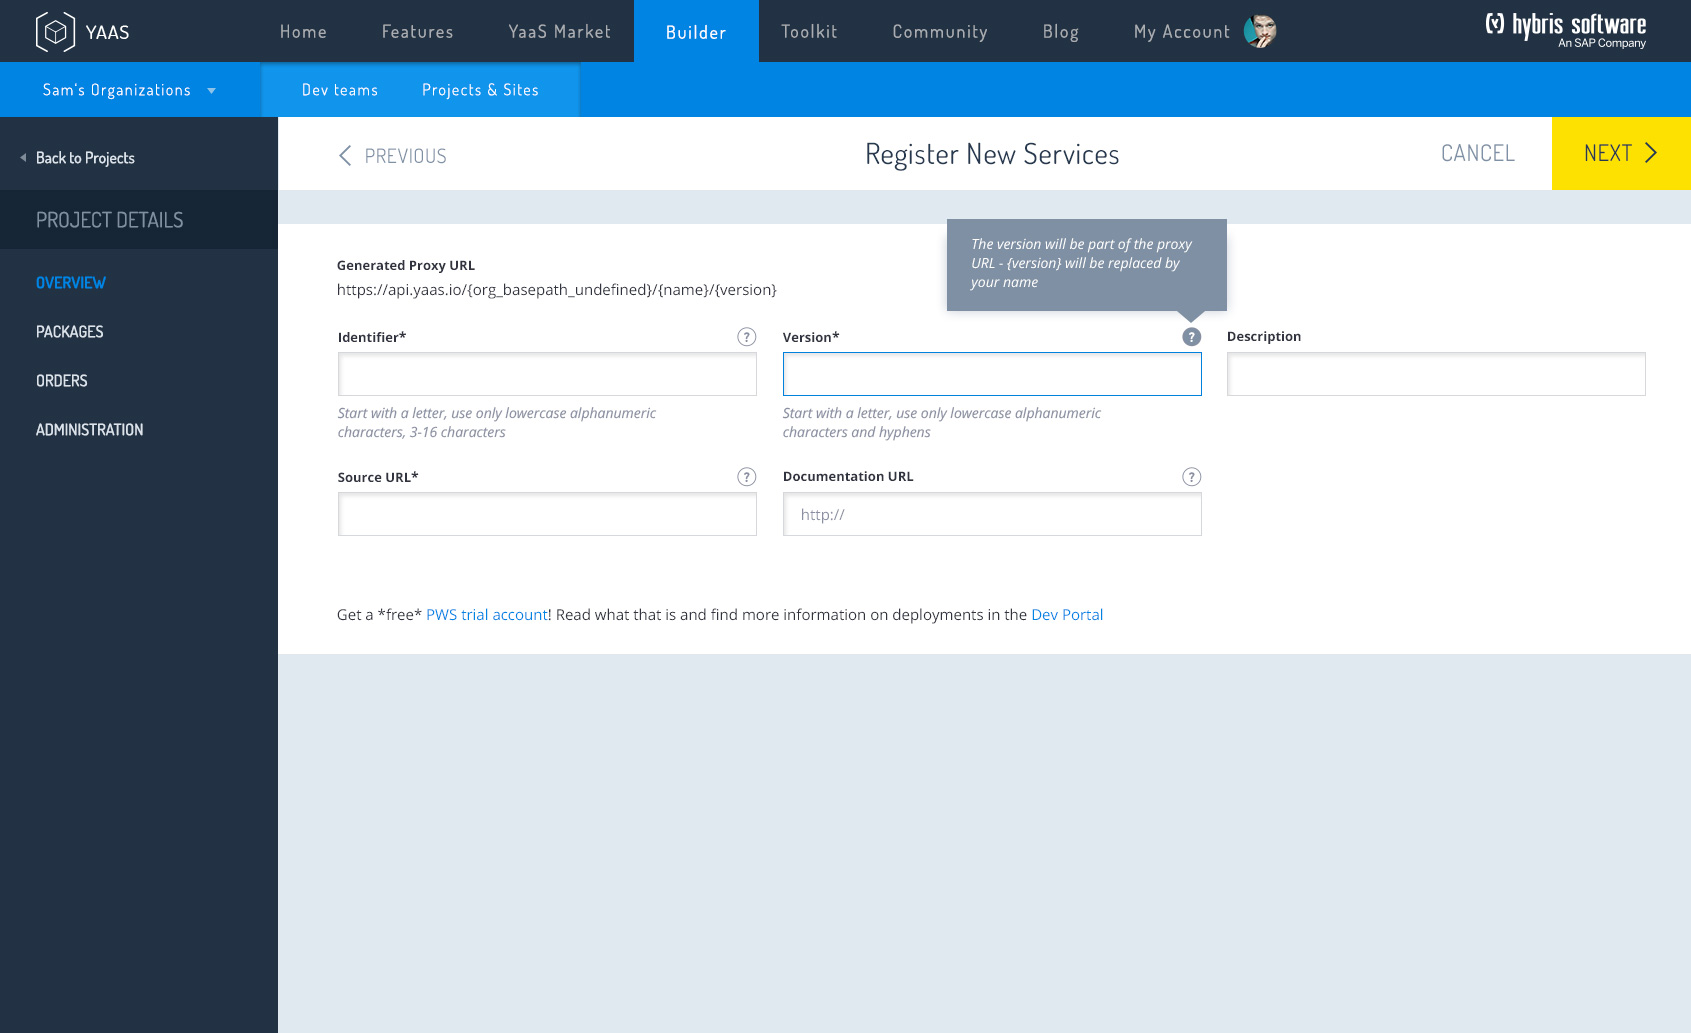 YAAS
Home
Features
YaaS Market
Builder
Toolkit
Community
Blog
My Account
hybris software
An SAP Company
Sam's Organizations
Dev teams
Projects & Sites
Back to Projects
PREVIOUS
Register New Services
CANCEL
NEXT
PROJECT DETAILS
OVERVIEW
PACKAGES
ORDERS
ADMINISTRATION
The version will be part of the proxy
URL - {version} will be replaced by
your name
Generated Proxy URL
https://api.yaas.io/{org_basepath_undefined}/{name}/{version}
Identifier*
?
Version*
?
Description
Start with a letter, use only lowercase alphanumeric
characters, 3-16 characters
Start with a letter, use only lowercase alphanumeric
characters and hyphens
Source URL*
?
Documentation URL
?
http://
Get a *free* PWS trial account! Read what that is and find more information on deployments in the Dev Portal